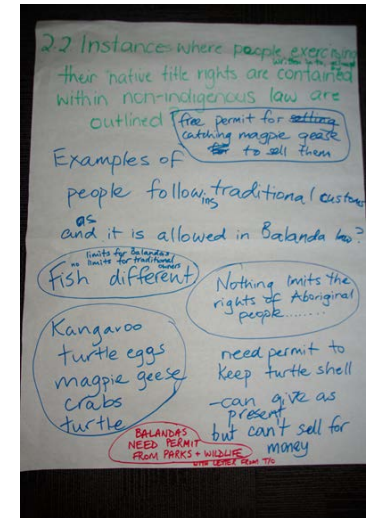 2.2 Instances where people exercising
their native title rights are contained
within non-indigenous law are
outlined
free permit for setting
catching magpie geese
to sell them
Examples of
people following traditional customs
as
and it is allowed in Balanda law?
limits for Balandas
no limits for traditional
owners
Fish different
Nothing lmits the
rights of Aboriginal
people........
Kangaroo
turtle eggs
magpie geese
crabs
turtle
need permit to
keep turtle shell
-can give as
present
but can't sell for
money
BALANDAS
NEED PERMIT
FROM PARKS + WILDLIFE
WITH LETTER FROM T/O